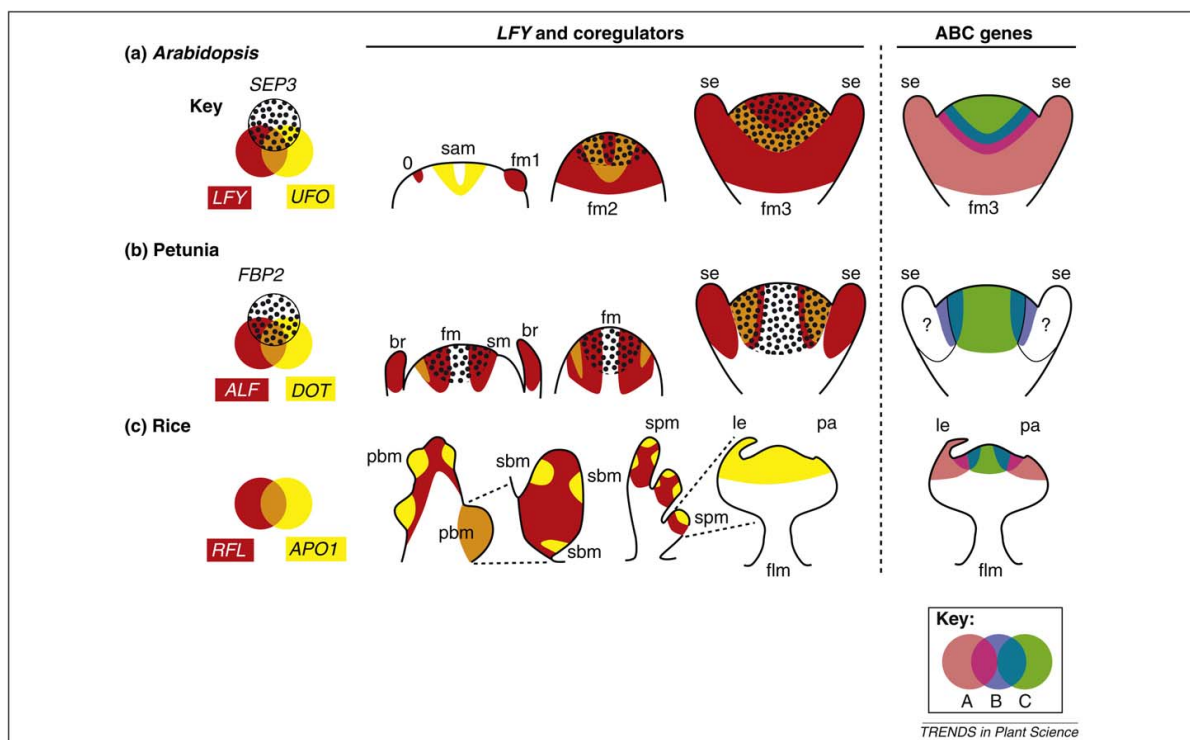 LFY and coregulators
ABC genes
(a) Arabidopsis
SEP3
Key
LFY
UFO
0
sam
fm1
fm2
se
se
fm3
se
se
fm3
(b) Petunia
FBP2
ALF
DOT
br
fm
sm
br
fm
se
se
se
se
?
?
(c) Rice
RFL
APO1
pbm
pbm
sbm
sbm
sbm
spm
spm
le
pa
flm
le
pa
flm
Key:
A B C
TRENDS in Plant Science